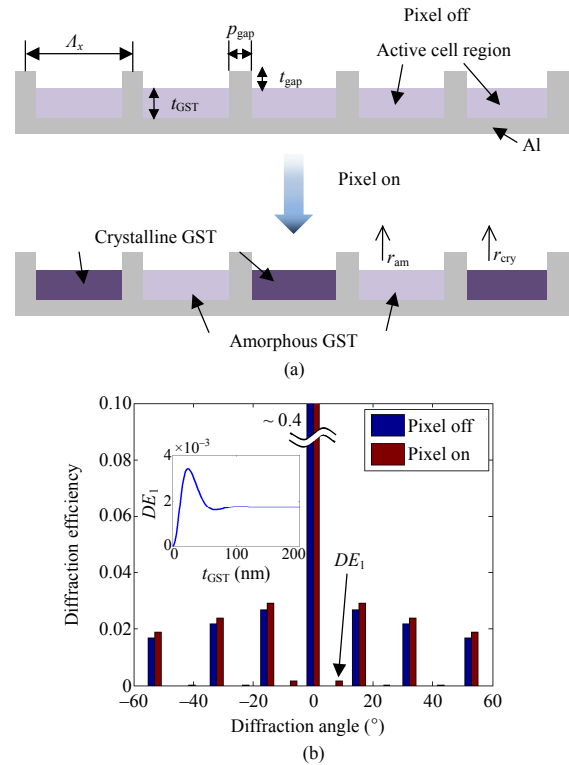 Pixel off
Λx
pgap
tgap
Active cell region
tGST
Al
Pixel on
Crystalline GST
ram
rcry
Amorphous GST
(a)
0.10
0.08
0.06
0.04
0.02
0
Diffraction efficiency
~ 0.4
Pixel off
Pixel on
×10−3
4
2
0
DE1
0
100
200
tGST (nm)
DE1
−60
−40
−20
0
20
40
60
Diffraction angle (°)
(b)